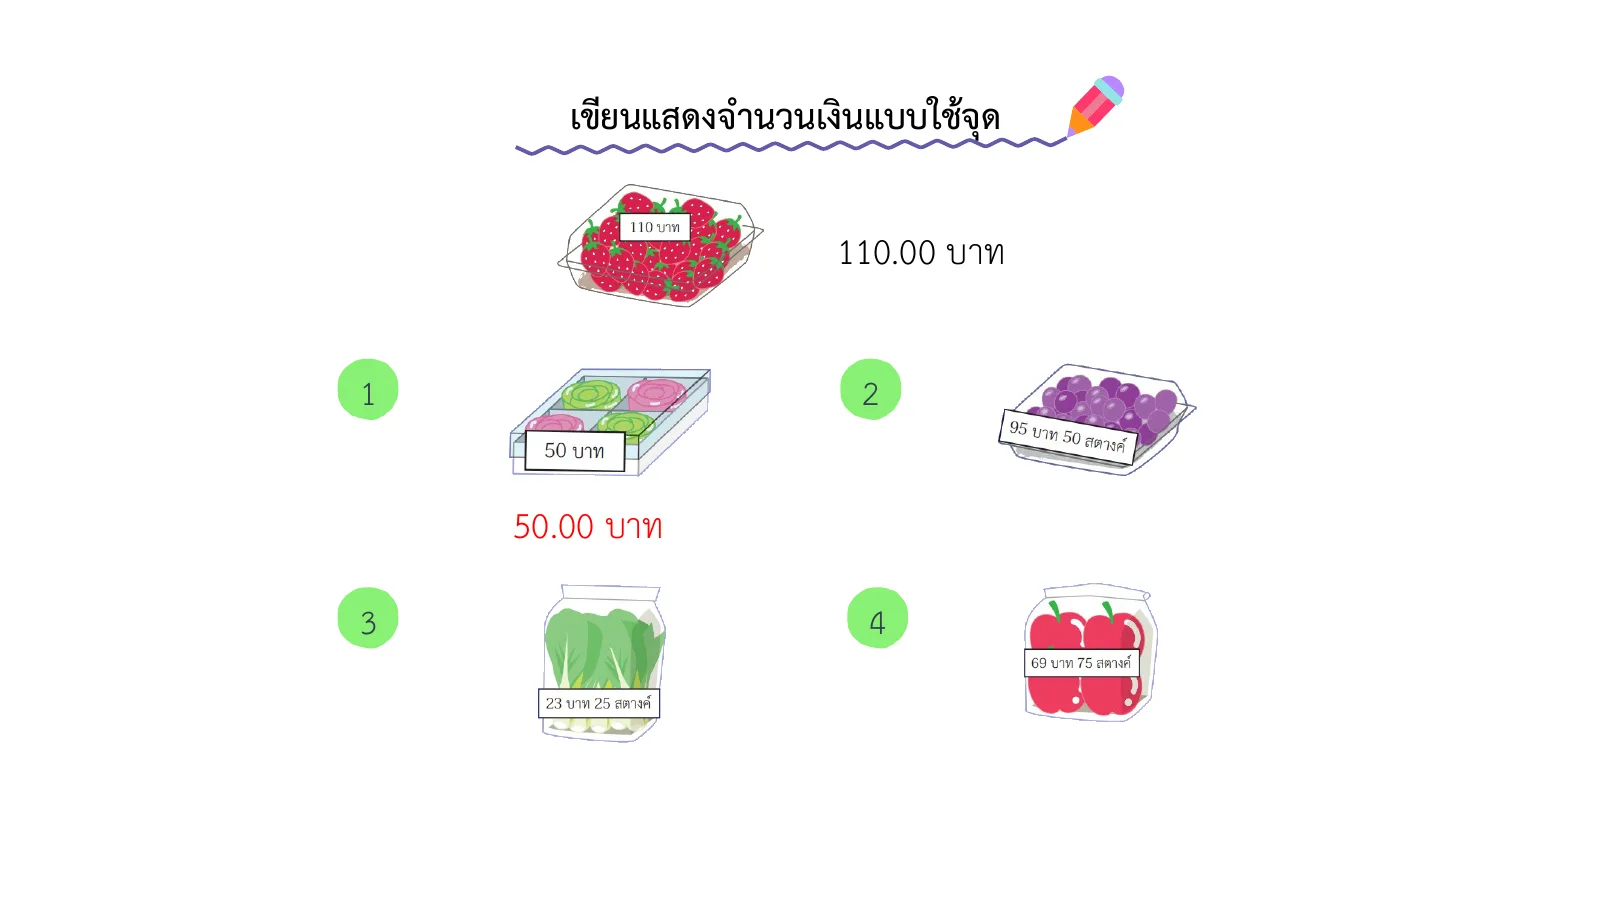 เขียนแสดงจำนวนเงินแบบใช้จุด
110 บาท
110.00 บาท
1
50 บาท
50.00 บาท
2
95 บาท 50 สตางค์
3
23 บาท 25 สตางค์
4
69 บาท 75 สตางค์